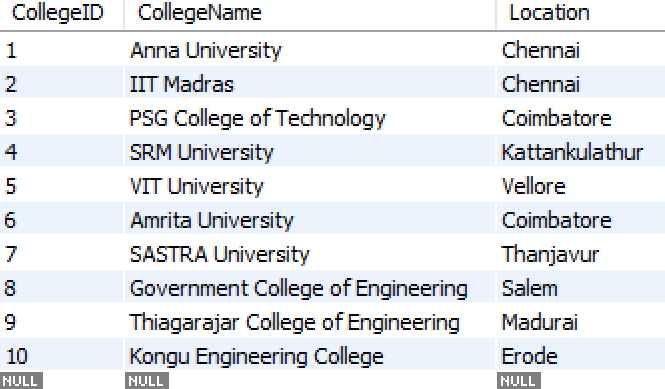 CollegeID CollegeName Location
1 Anna University Chennai
2 IIT Madras Chennai
3 PSG College of Technology Coimbatore
4 SRM University Kattankulathur
5 VIT University Vellore
6 Amrita University Coimbatore
7 SASTRA University Thanjavur
8 Government College of Engineering Salem
9 Thiagarajar College of Engineering Madurai
10 Kongu Engineering College Erode
NULL NULL NULL